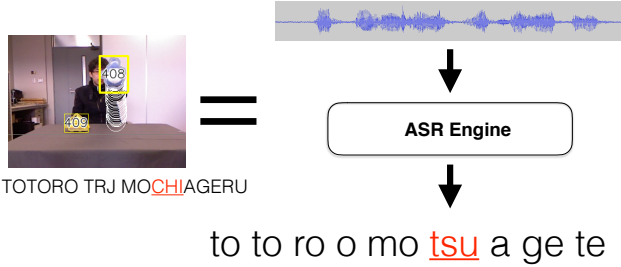 408
409
TOTORO TRJ MOCHIAGERU
ASR Engine
to to ro o mo tsu a ge te